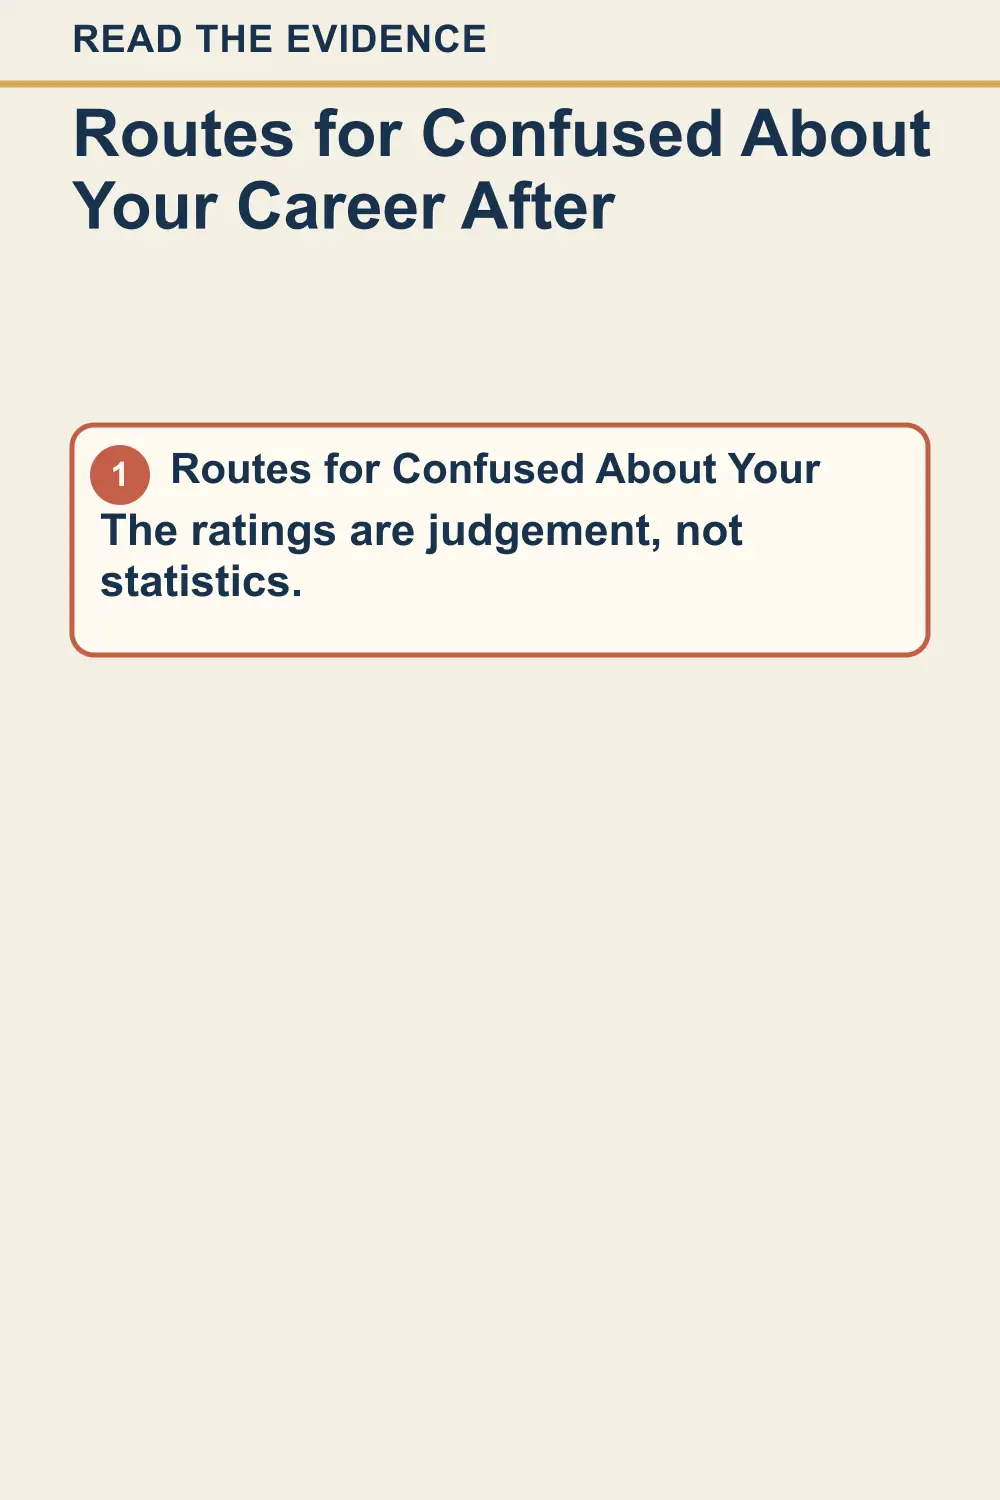 READ THE EVIDENCE
Routes for Confused About
Your Career After
1 Routes for Confused About Your
The ratings are judgement, not
statistics.